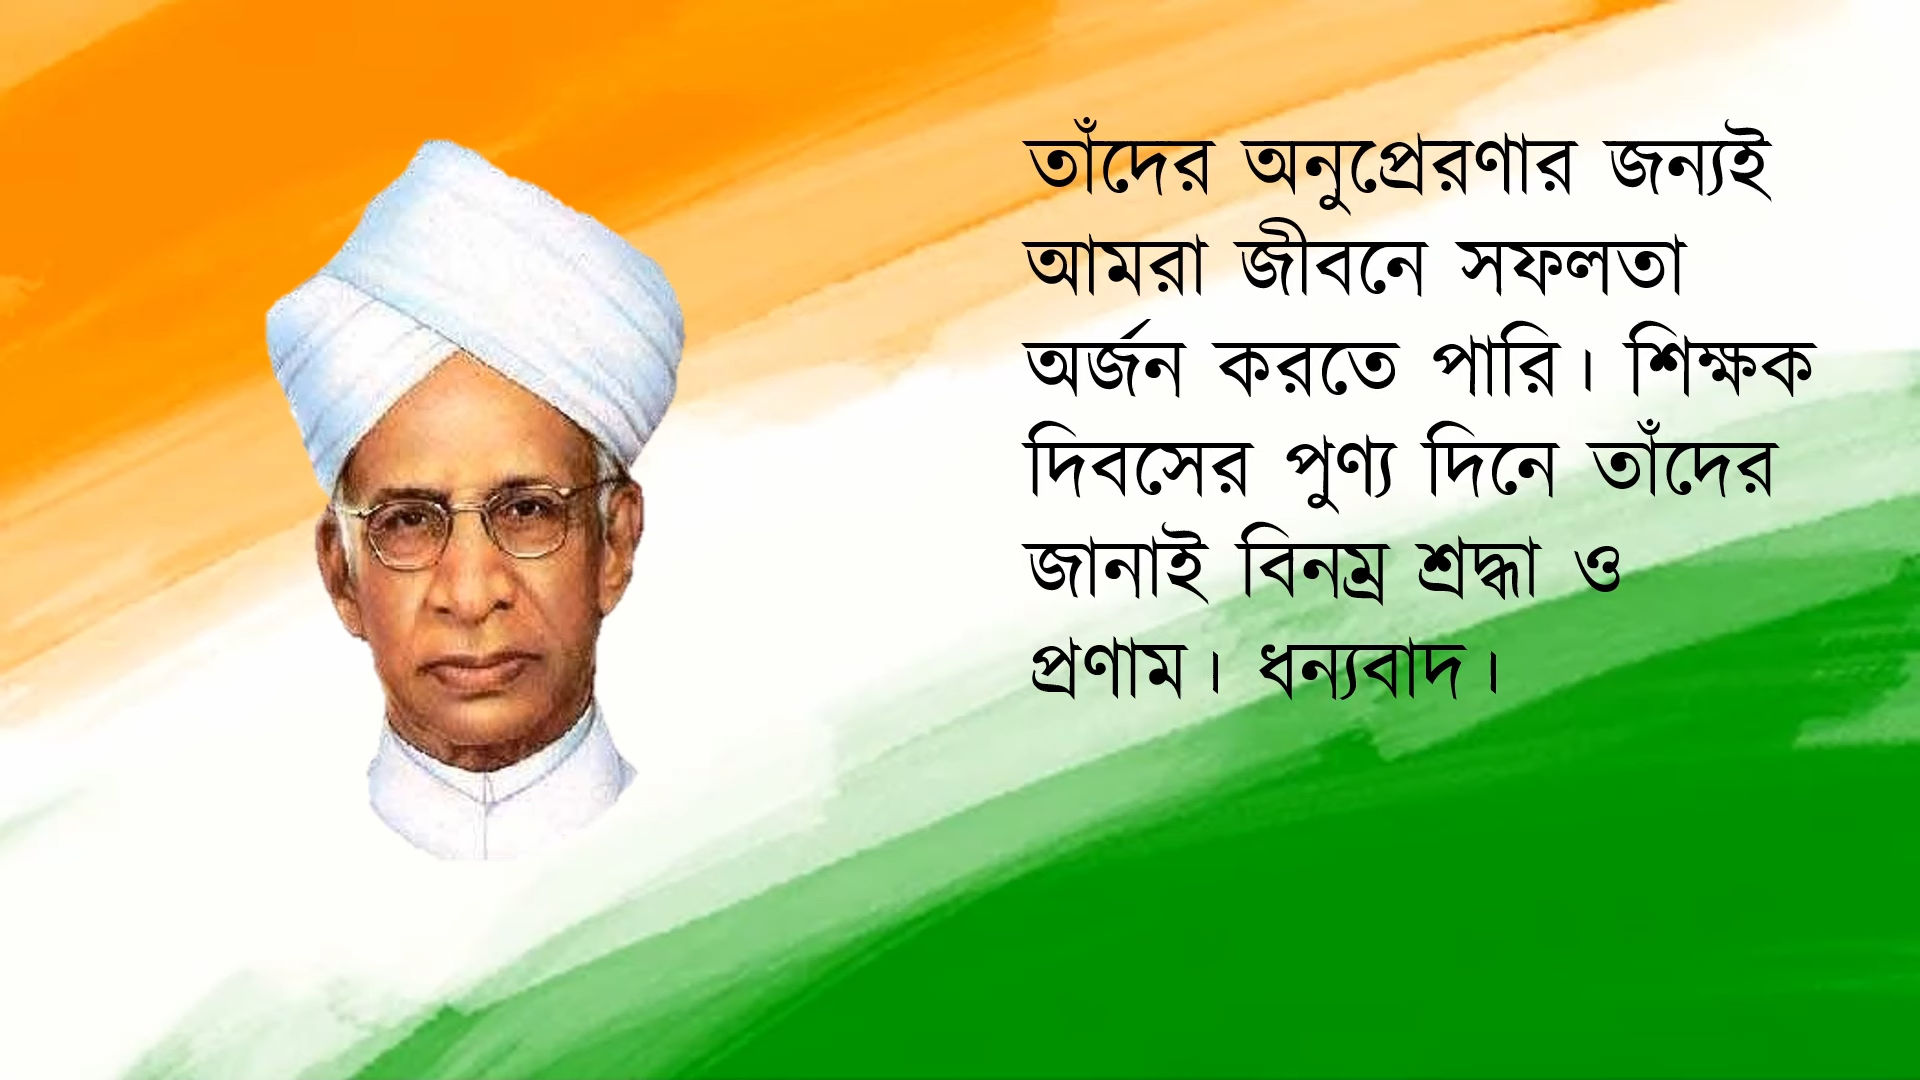 তাঁদের অনুপ্রেরণার জন্যই
আমরা জীবনে সফলতা
অর্জন করতে পারি। শিক্ষক
দিবসের পুণ্য দিনে তাঁদের
জানাই বিনম্র শ্রদ্ধা ও
প্রণাম। ধন্যবাদ।